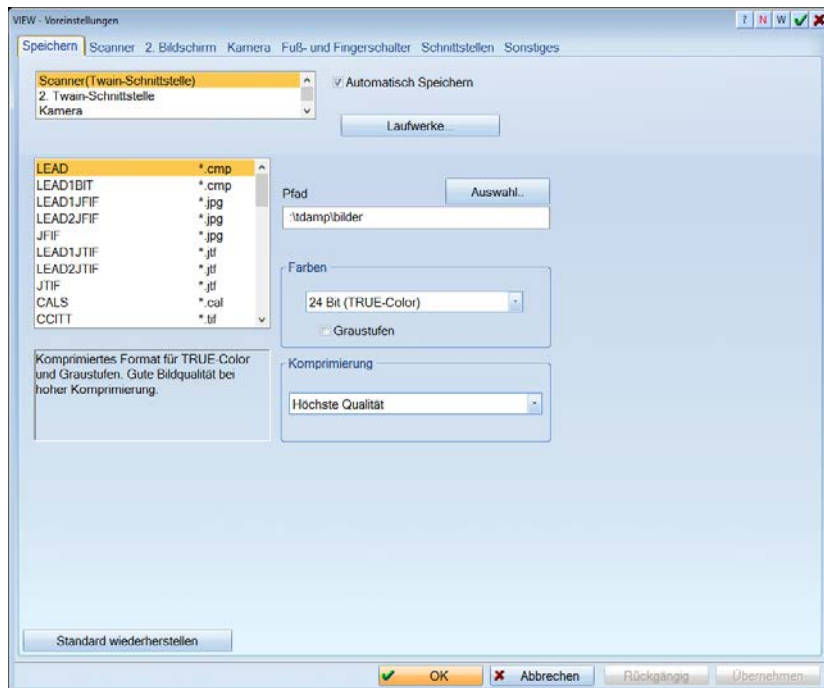 VIEW - Voreinstellungen
? N W
Speichern Scanner 2. Bildschirm Kamera Fuß- und Fingerschalter Schnittstellen Sonstiges
Scanner(Twain-Schnittstelle)
2. Twain-Schnittstelle
Kamera
Automatisch Speichern
Laufwerke...
LEAD *.cmp
LEAD1BIT *.cmp
LEAD1JFIF *.jpg
LEAD2JFIF *.jpg
JFIF *.jpg
LEAD1JTIF *.jtf
LEAD2JTIF *.jtf
JTIF *.jtf
CALS *.cal
CCITT *.tif
Pfad
Auswahl..
:\tdamp\bilder
Farben
24 Bit (TRUE-Color)
Graustufen
Komprimiertes Format für TRUE-Color
und Graustufen. Gute Bildqualität bei
hoher Komprimierung.
Komprimierung
Höchste Qualität
Standard wiederherstellen
OK Abbrechen Rückgängig Übernehmen